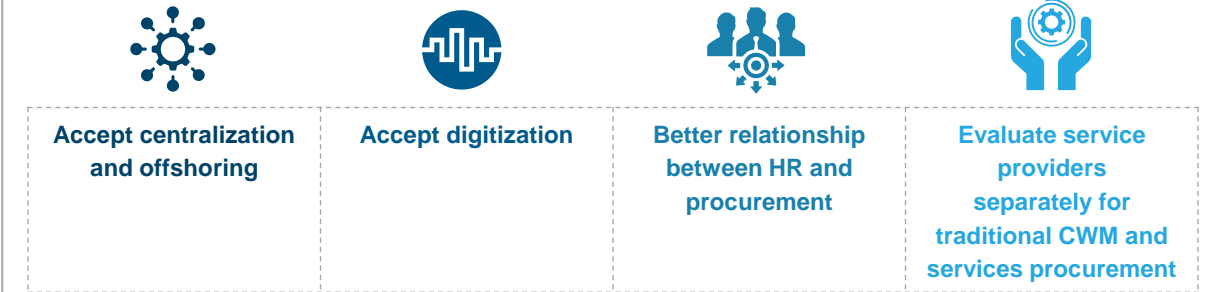 Accept centralization
and offshoring
Accept digitization
Better relationship
between HR and
procurement
Evaluate service
providers
separately for
traditional CWM and
services procurement